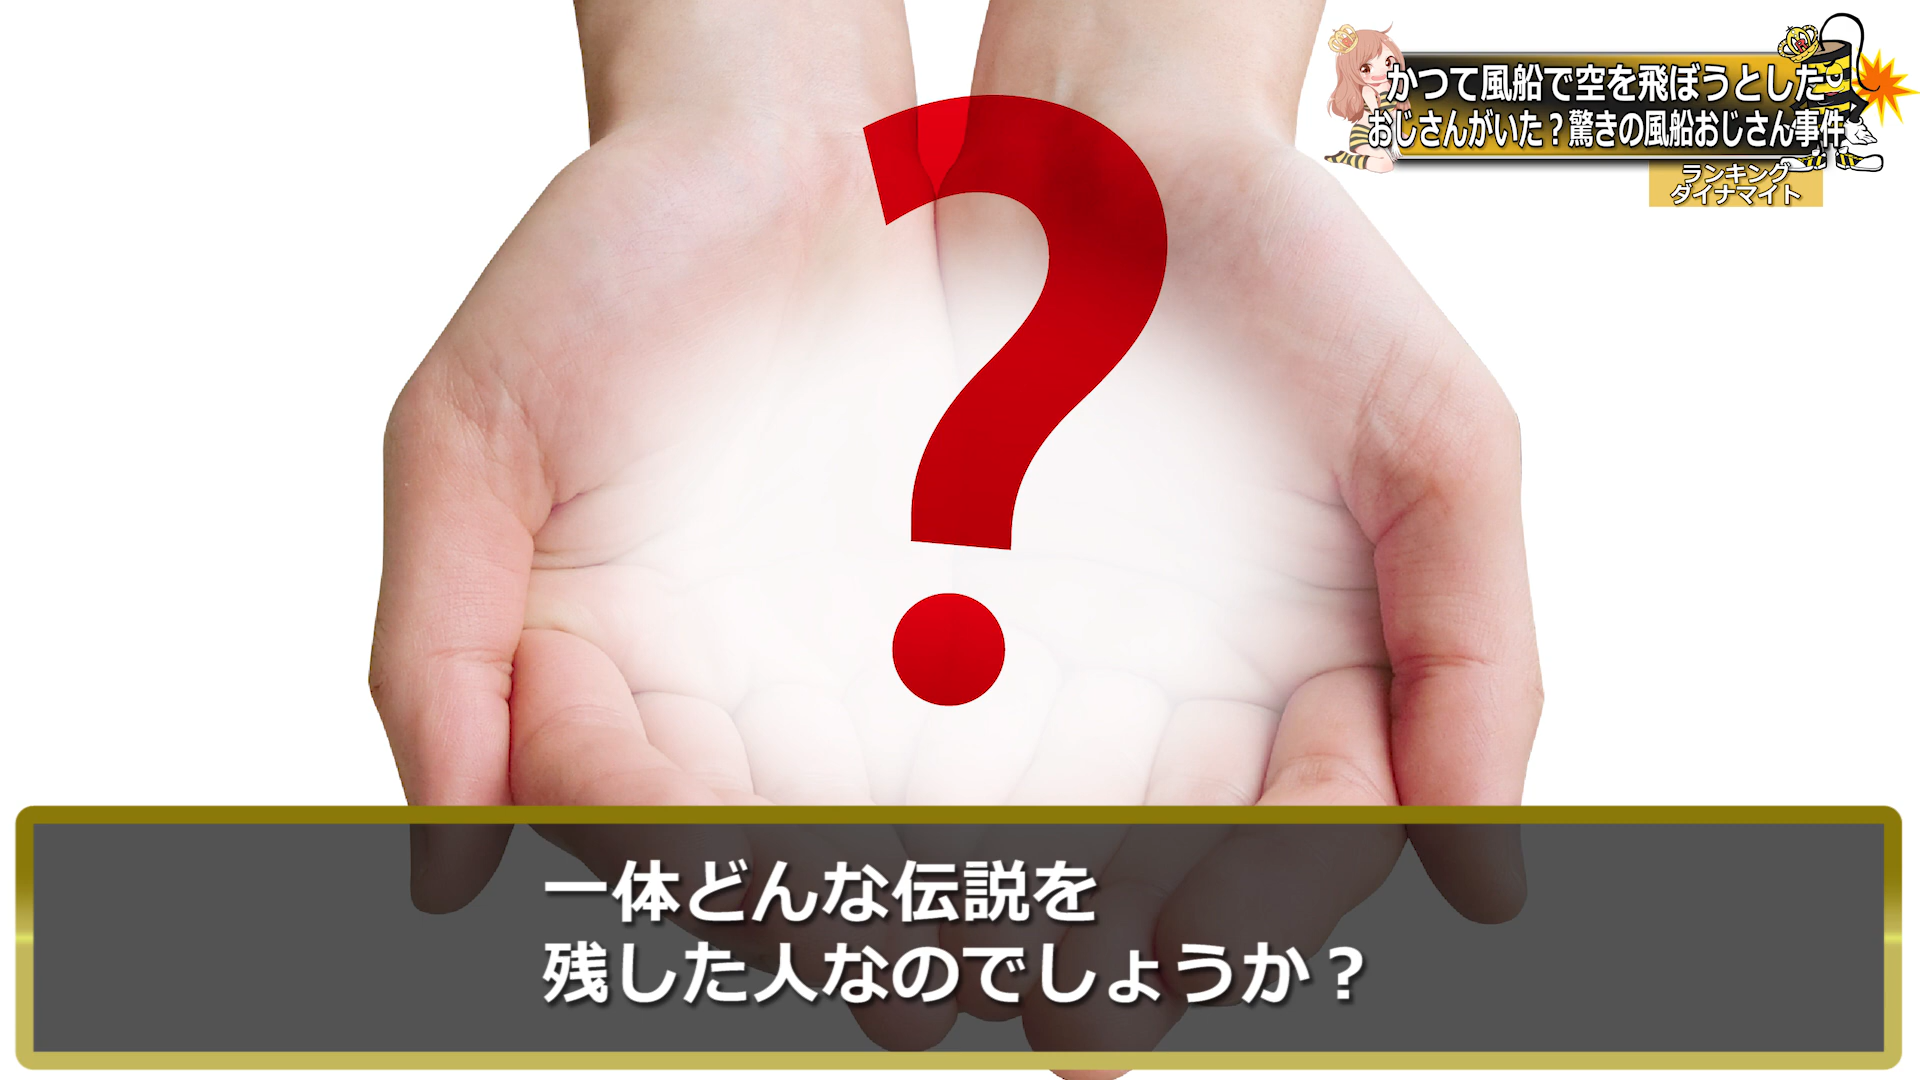 かつて風船で空を飛ぼうとした
おじさんがいた？驚きの風船おじさん事件
ランキング
ダイナマイト
一体どんな伝説を
残した人なのでしょうか？